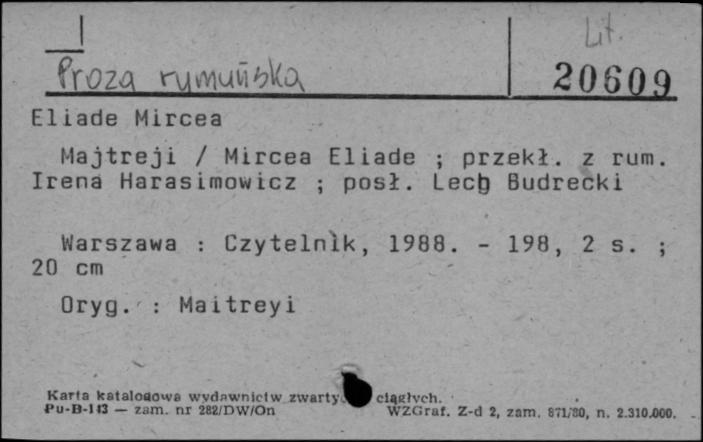 Lit.
Proza rumuńska
20609
Eliade Mircea
Majtreji / Mircea Eliade ; przekł. z rum.
Irena Harasimowicz ; posł. Lech Budrecki
Warszawa : Czytelnik, 1988. - 198, 2 s. ;
20 cm
Oryg. : Maitreyi
Karta katalogowa wydawnictw zwarty ciągłych.
Pu-B-113 — zam. nr 282/DW/On WZGraf. Z-d 2, zam. 871/80, n. 2.310.000.